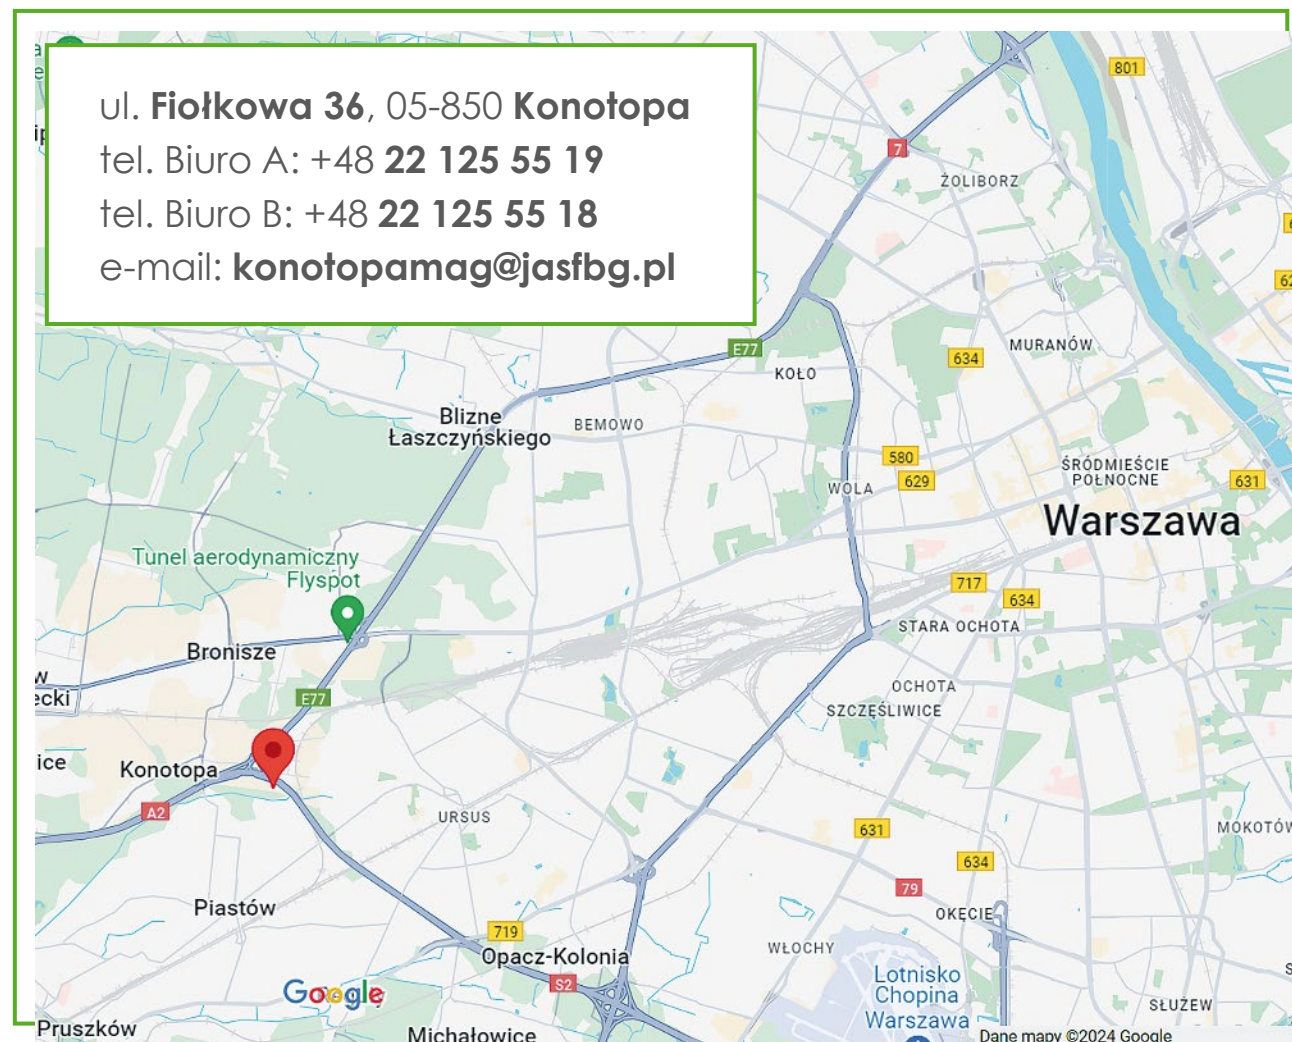 ul. Fiołkowa 36, 05-850 Konotopa
tel. Biuro A: +48 22 125 55 19
tel. Biuro B: +48 22 125 55 18
e-mail: konotopamag@jasfbg.pl
801
7
ŻOLIBORZ
E77
KOŁO
634
MURANÓW
Blizne
Łaszczyńskiego
BEMOWO
580
629
WOLA
ŚRÓDMIEŚCIE
PÓŁNOCNE
631
Warszawa
Tunel aerodynamiczny
Flyspot
717
634
STARA OCHOTA
Bronisze
E77
OCHOTA
SZCZĘŚLIWICE
ecki
ice
Konotopa
A2
URSUS
631
MOKOTÓW
634
79
Piastów
OKĘCIE
719
Opacz-Kolonia
WŁOCHY
S2
Lotnisko
Chopina
Warszawa
Google
SŁUŻEW
Pruszków
Michałowice
Dane mapy ©2024 Google